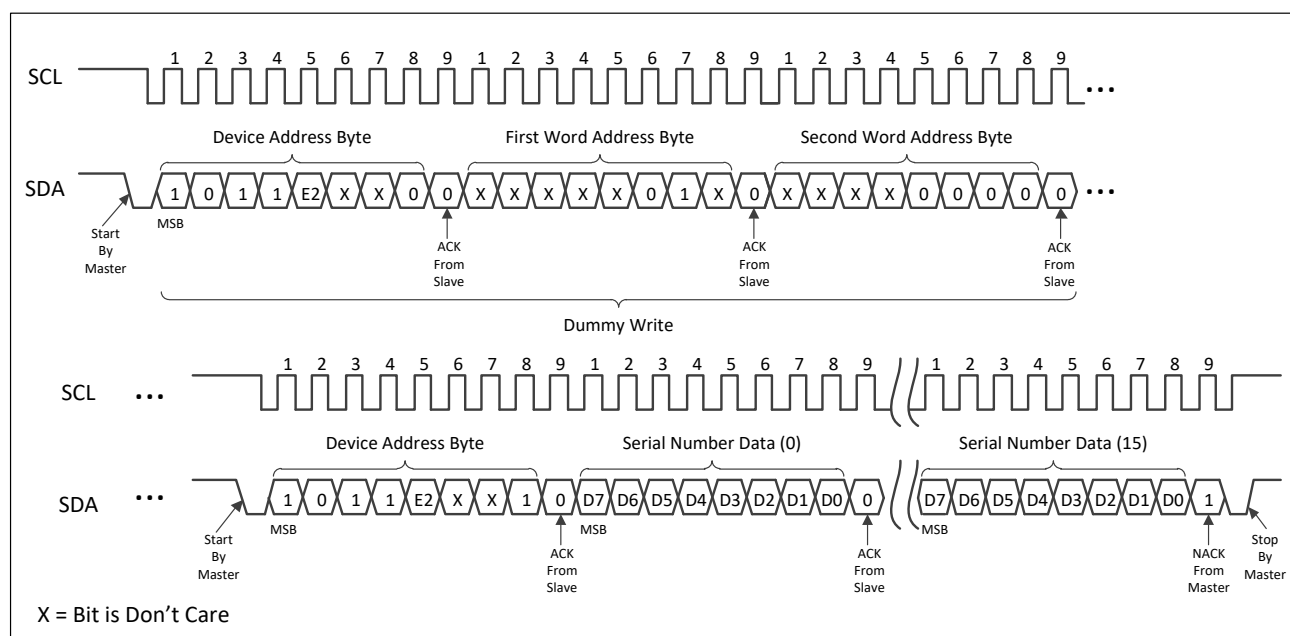 1 2 3 4 5 6 7 8 9 1 2 3 4 5 6 7 8 9 1 2 3 4 5 6 7 8 9
SCL ...
Device Address Byte First Word Address Byte Second Word Address Byte
SDA 1 0 1 1 E2 X X 0 0 X X X X X 0 1 X 0 X X X X 0 0 0 0 0 ...
MSB
Start By Master
ACK From Slave
ACK From Slave
ACK From Slave
Dummy Write
1 2 3 4 5 6 7 8 9 1 2 3 4 5 6 7 8 9 1 2 3 4 5 6 7 8 9
SCL ...
Device Address Byte Serial Number Data (0) Serial Number Data (15)
SDA ... 1 0 1 1 E2 X X 1 0 D7 D6 D5 D4 D3 D2 D1 D0 0 D7 D6 D5 D4 D3 D2 D1 D0 1
MSB MSB MSB
Start By Master
ACK From Slave
ACK From Slave
NACK From Master
Stop By Master
X = Bit is Don't Care